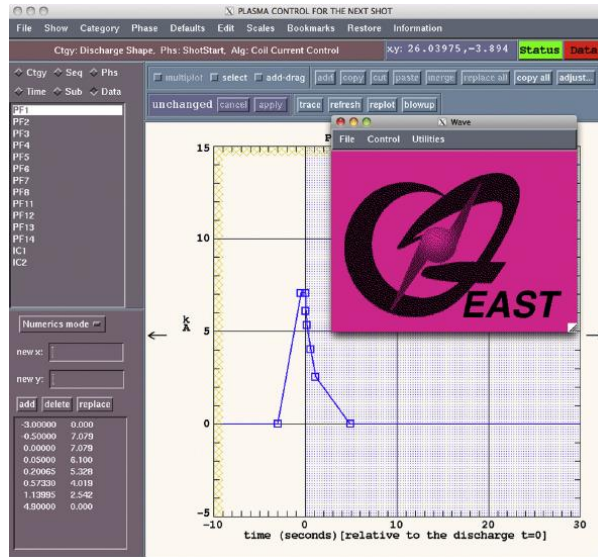 PLASMA CONTROL FOR THE NEXT SHOT
File Show Category Phase Defaults Edit Scales Bookmarks Restore Information
Ctgy: Discharge Shape, Phs: ShotStart, Alg: Coil Current Control
x,y: 26.03975,-3.894
Status
Data
Ctgy Seq Phs
Time Sub Data
multiplot select add-drag add copy cut paste merge replace all copy all adjust...
unchanged cancel apply trace refresh replot blowup
PF1
PF2
PF3
PF4
PF5
PF6
PF7
PF8
PF11
PF12
PF13
PF14
IC1
IC2
Numerics mode
new x:
new y:
add delete replace
-3.00000 0.000
-0.50000 7.079
0.00000 7.079
0.05000 6.100
0.20065 5.328
0.57330 4.019
1.13995 2.542
4.90000 0.000
P
15
10
5
0
-5
kA
-10 0 10 20 30
time (seconds)[relative to the discharge t=0]
Wave
File Control Utilities
EAST